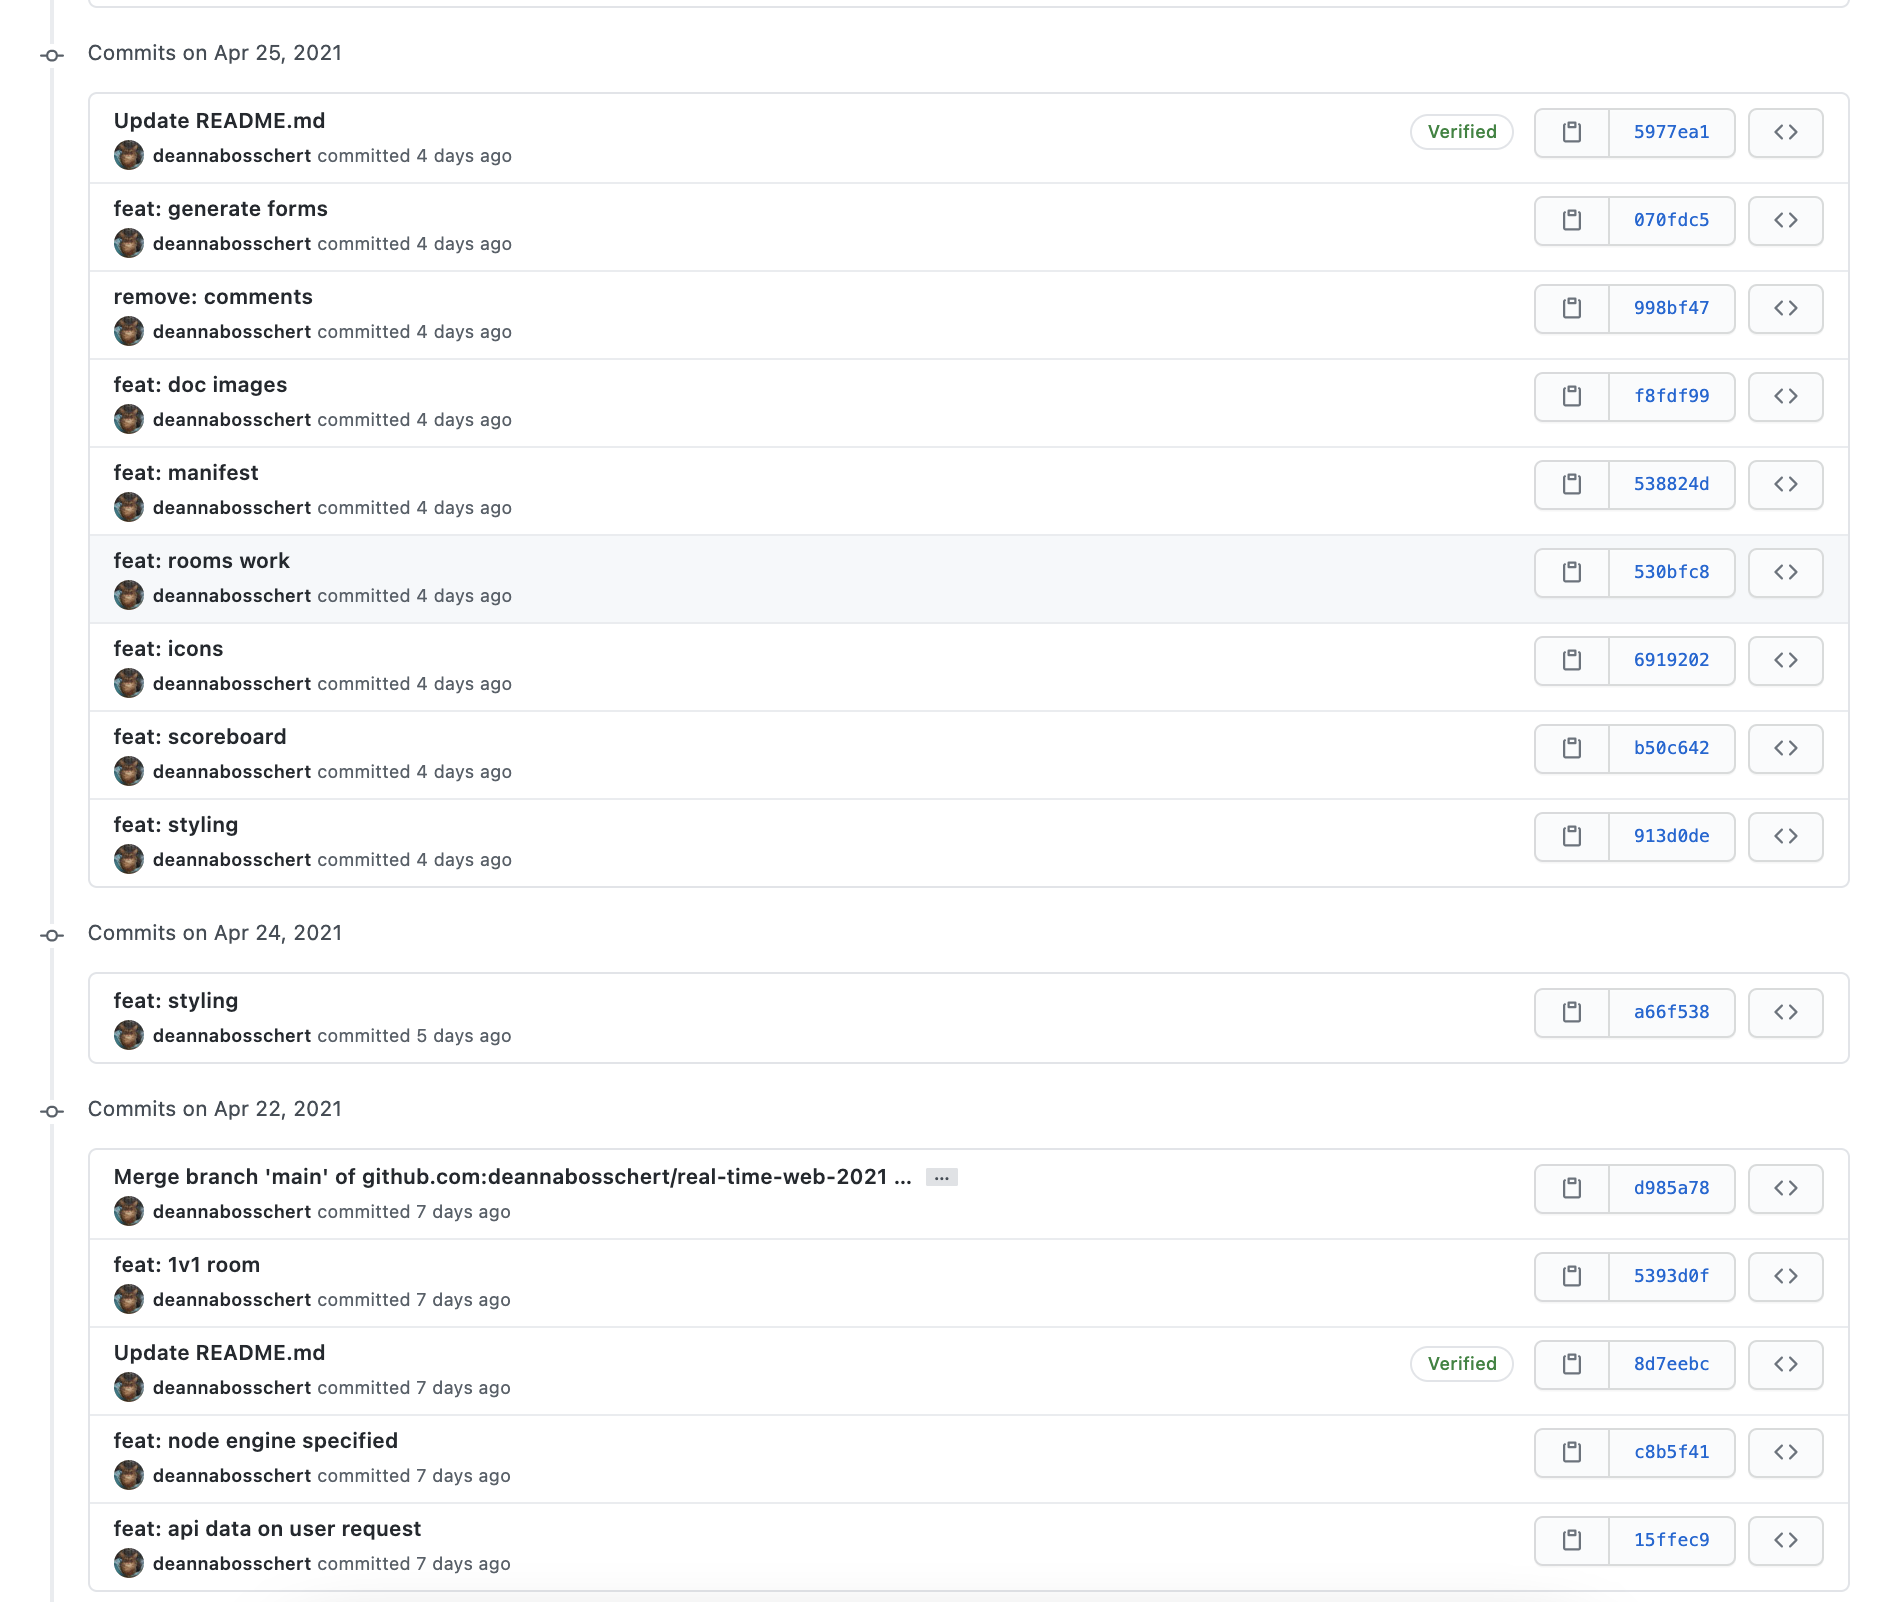 Commits on Apr 25, 2021
Update README.md
deannabosschert committed 4 days ago
Verified
5977ea1
feat: generate forms
deannabosschert committed 4 days ago
070fdc5
remove: comments
deannabosschert committed 4 days ago
998bf47
feat: doc images
deannabosschert committed 4 days ago
f8fdf99
feat: manifest
deannabosschert committed 4 days ago
538824d
feat: rooms work
deannabosschert committed 4 days ago
530bfc8
feat: icons
deannabosschert committed 4 days ago
6919202
feat: scoreboard
deannabosschert committed 4 days ago
b50c642
feat: styling
deannabosschert committed 4 days ago
913d0de
Commits on Apr 24, 2021
feat: styling
deannabosschert committed 5 days ago
a66f538
Commits on Apr 22, 2021
Merge branch 'main' of github.com:deannabosschert/real-time-web-2021 ... ...
deannabosschert committed 7 days ago
d985a78
feat: 1v1 room
deannabosschert committed 7 days ago
5393d0f
Update README.md
deannabosschert committed 7 days ago
Verified
8d7eebc
feat: node engine specified
deannabosschert committed 7 days ago
c8b5f41
feat: api data on user request
deannabosschert committed 7 days ago
15ffec9